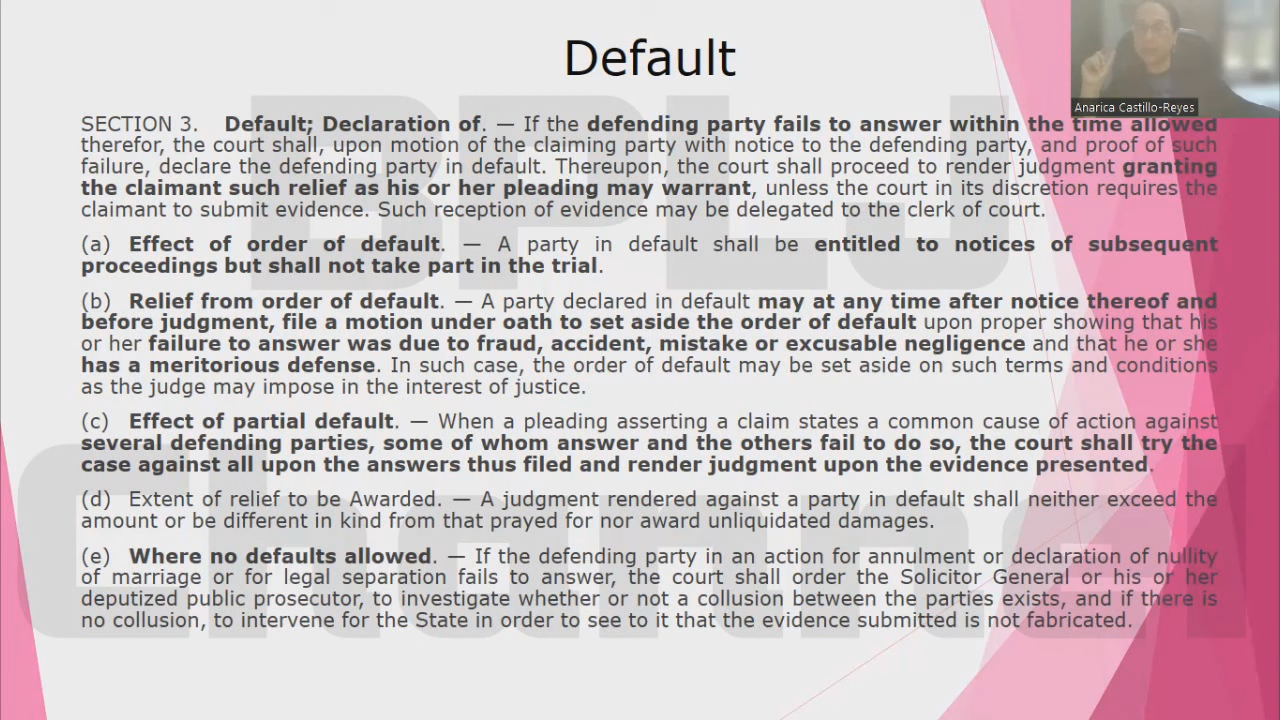 Default
Anarica Castillo-Reyes
SECTION 3. Default; Declaration of. — If the defending party fails to answer within the time allowed
therefor, the court shall, upon motion of the claiming party with notice to the defending party, and proof of such
failure, declare the defending party in default. Thereupon, the court shall proceed to render judgment granting
the claimant such relief as his or her pleading may warrant, unless the court in its discretion requires the
claimant to submit evidence. Such reception of evidence may be delegated to the clerk of court.
(a) Effect of order of default. — A party in default shall be entitled to notices of subsequent
proceedings but shall not take part in the trial.
(b) Relief from order of default. — A party declared in default may at any time after notice thereof and
before judgment, file a motion under oath to set aside the order of default upon proper showing that his
or her failure to answer was due to fraud, accident, mistake or excusable negligence and that he or she
has a meritorious defense. In such case, the order of default may be set aside on such terms and conditions
as the judge may impose in the interest of justice.
(c) Effect of partial default. — When a pleading asserting a claim states a common cause of action against
several defending parties, some of whom answer and the others fail to do so, the court shall try the
case against all upon the answers thus filed and render judgment upon the evidence presented.
(d) Extent of relief to be Awarded. — A judgment rendered against a party in default shall neither exceed the
amount or be different in kind from that prayed for nor award unliquidated damages.
(e) Where no defaults allowed. — If the defending party in an action for annulment or declaration of nullity
of marriage or for legal separation fails to answer, the court shall order the Solicitor General or his or her
deputized public prosecutor, to investigate whether or not a collusion between the parties exists, and if there is
no collusion, to intervene for the State in order to see to it that the evidence submitted is not fabricated.
BPLJ
Channel